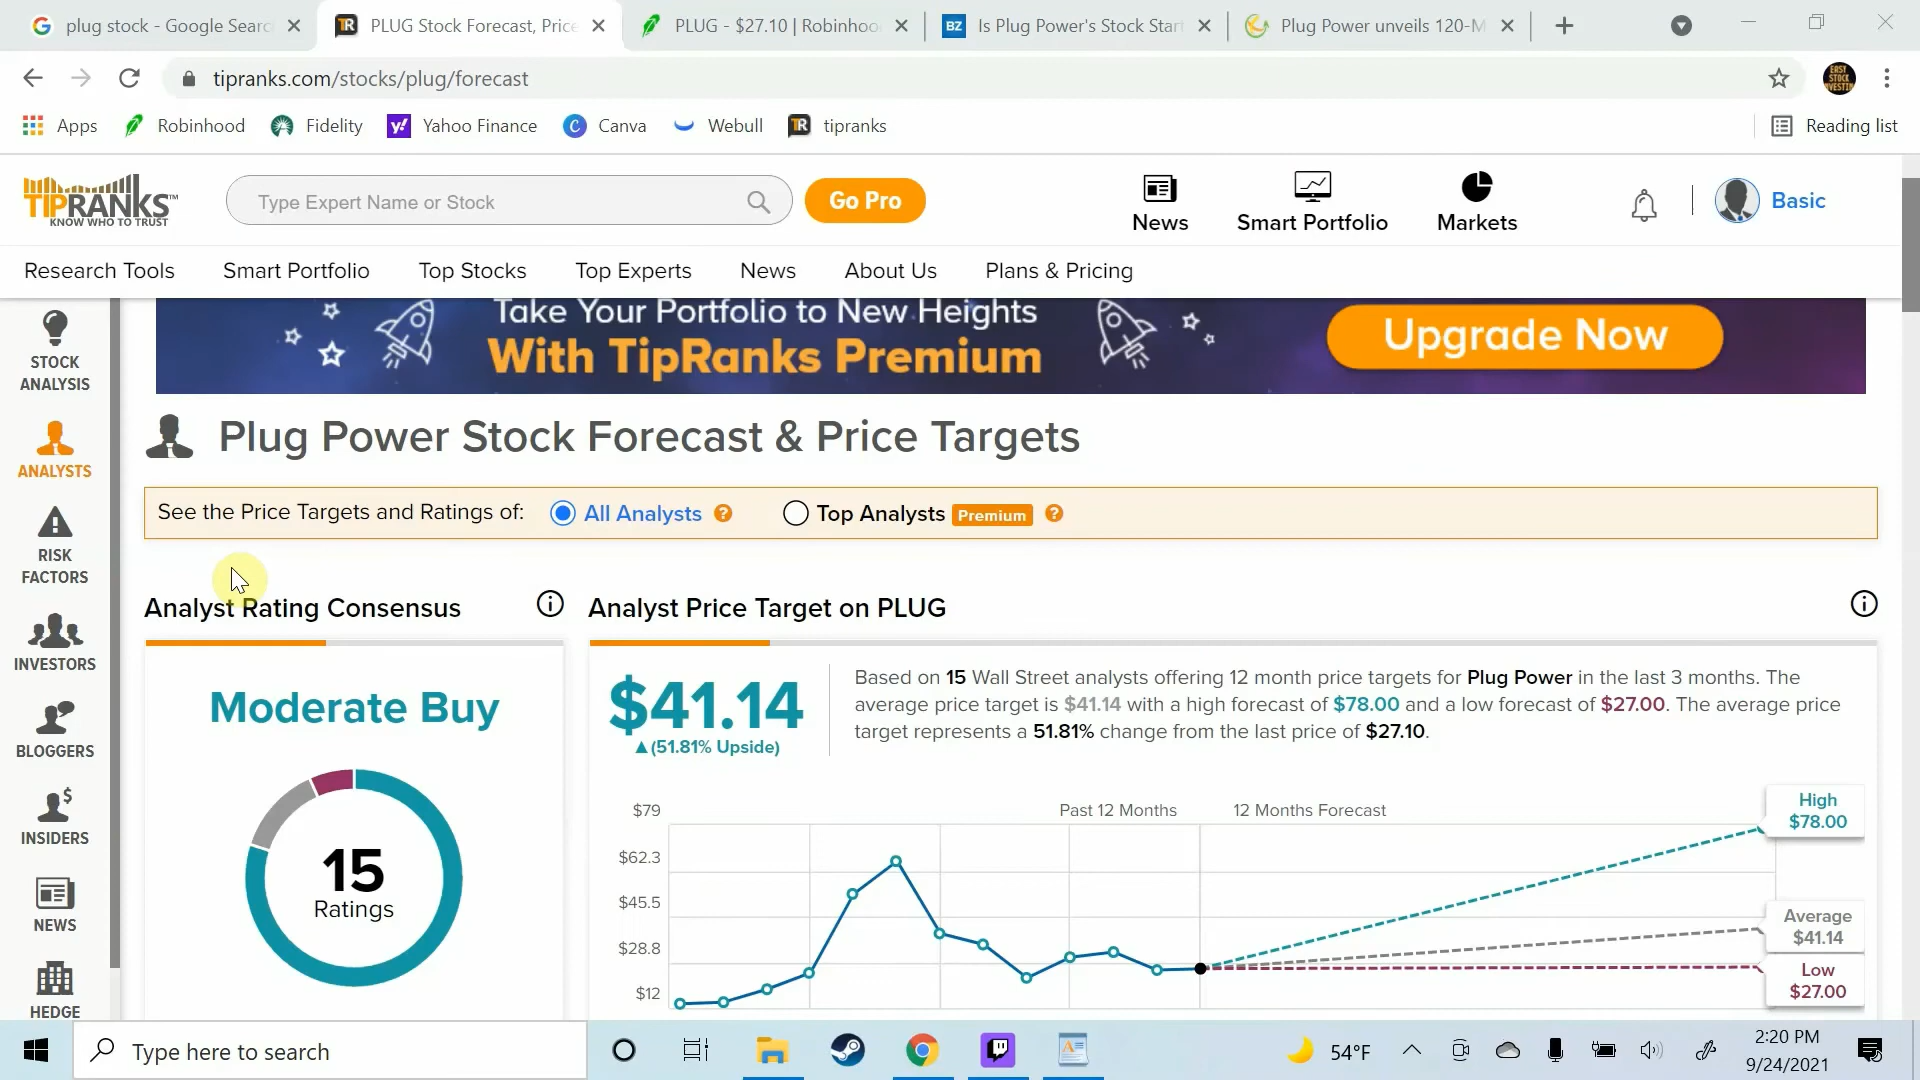 plug stock - Google Searc
PLUG Stock Forecast, Price
PLUG - $27.10 | Robinhoo
BZ
Is Plug Power's Stock Star
Plug Power unveils 120-M
tipranks.com/stocks/plug/forecast
EASY
STOCK
Apps
Robinhood
Fidelity
Yahoo Finance
Canva
Webull
tipranks
Reading list
TIPRANKS™
KNOW WHO TO TRUST
Type Expert Name or Stock
Go Pro
News
Smart Portfolio
Markets
Basic
Research Tools
Smart Portfolio
Top Stocks
Top Experts
News
About Us
Plans & Pricing
Take Your Portfolio to New Heights
With TipRanks Premium
Upgrade Now
STOCK
ANALYSIS
ANALYSTS
RISK
FACTORS
INVESTORS
BLOGGERS
INSIDERS
NEWS
HEDGE
Plug Power Stock Forecast & Price Targets
See the Price Targets and Ratings of:
All Analysts ?
Top Analysts Premium ?
Analyst Rating Consensus
Moderate Buy
15
Ratings
Analyst Price Target on PLUG
$41.14
▲(51.81% Upside)
Based on 15 Wall Street analysts offering 12 month price targets for Plug Power in the last 3 months. The
average price target is $41.14 with a high forecast of $78.00 and a low forecast of $27.00. The average price
target represents a 51.81% change from the last price of $27.10.
$79
$62.3
$45.5
$28.8
$12
Past 12 Months
12 Months Forecast
High
$78.00
Average
$41.14
Low
$27.00
Type here to search
54°F
2:20 PM
9/24/2021